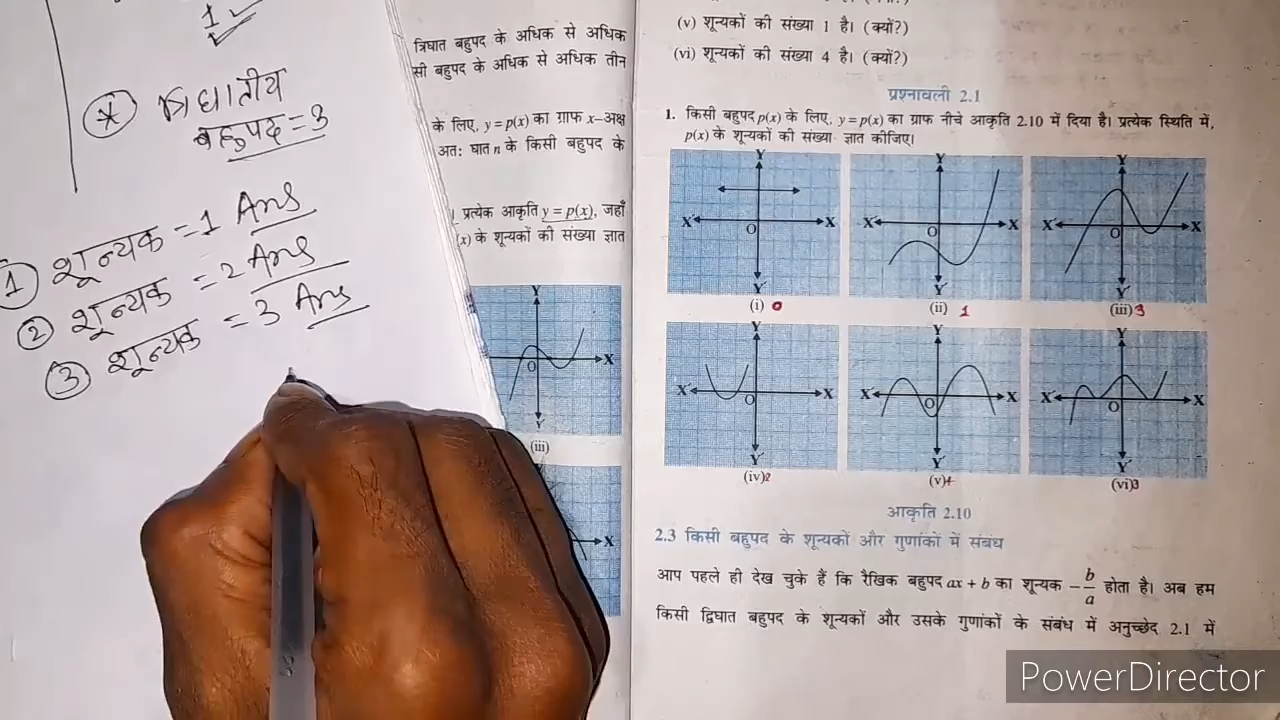 1
* त्रिघातीय
बहुपद = 3
1 शून्यक = 1 Ans
2 शून्यक = 2 Ans
3 शून्यक = 3 Ans
त्रिघात बहुपद के अधिक से अधिक
सी बहुपद के अधिक से अधिक तीन
के लिए, y = p(x) का ग्राफ x-अक्ष
अतः घात n के किसी बहुपद के
। प्रत्येक आकृति y = p(x), जहाँ
(x) के शून्यकों की संख्या ज्ञात
Y
O
X
Y'
(iii)
X
(v) शून्यकों की संख्या 1 है। (क्यों?)
(vi) शून्यकों की संख्या 4 है। (क्यों?)
प्रश्नावली 2.1
1. किसी बहुपद p(x) के लिए, y = p(x) का ग्राफ नीचे आकृति 2.10 में दिया है। प्रत्येक स्थिति में,
p(x) के शून्यकों की संख्या ज्ञात कीजिए।
Y Y Y
X' O X X' O X X' O X
Y' Y' Y'
(i) 0 (ii) 1 (iii) 3
Y Y Y
X' O X X' O X X' O X
Y' Y' Y'
(iv) 2 (v) 4 (vi) 3
आकृति 2.10
2.3 किसी बहुपद के शून्यकों और गुणांकों में संबंध
आप पहले ही देख चुके हैं कि रैखिक बहुपद ax + b का शून्यक −b/a होता है। अब हम
किसी द्विघात बहुपद के शून्यकों और उसके गुणांकों के संबंध में अनुच्छेद 2.1 में
PowerDirector